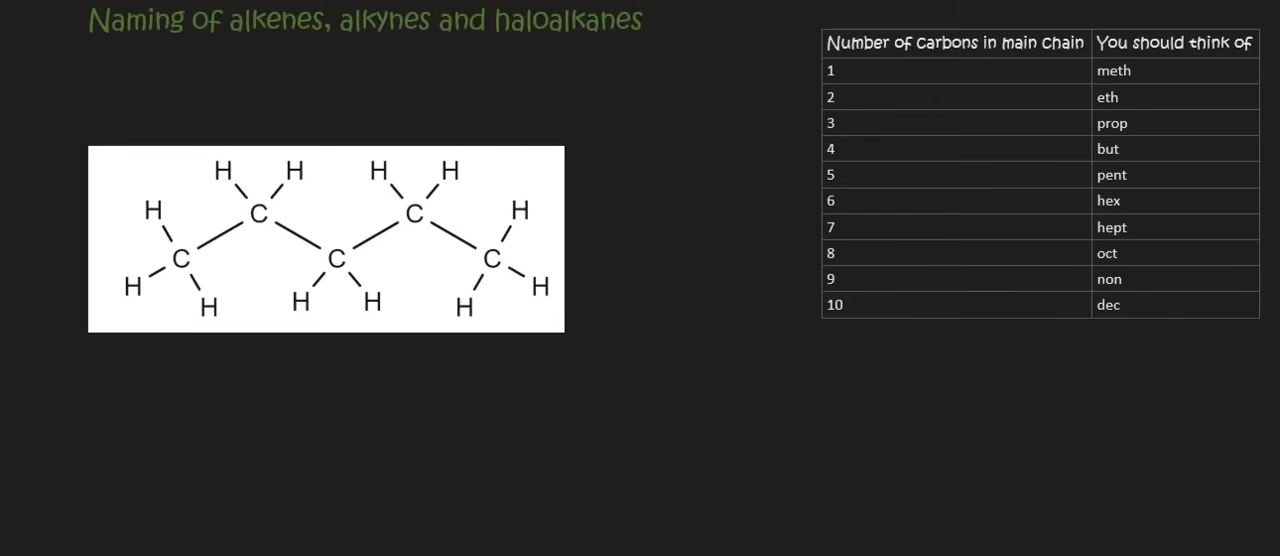 Naming of alkenes, alkynes and haloalkanes
Number of carbons in main chain You should think of
1 meth
2 eth
3 prop
4 but
5 pent
6 hex
7 hept
8 oct
9 non
10 dec
H H H H
H C C H
C C C
H H H H
H H H